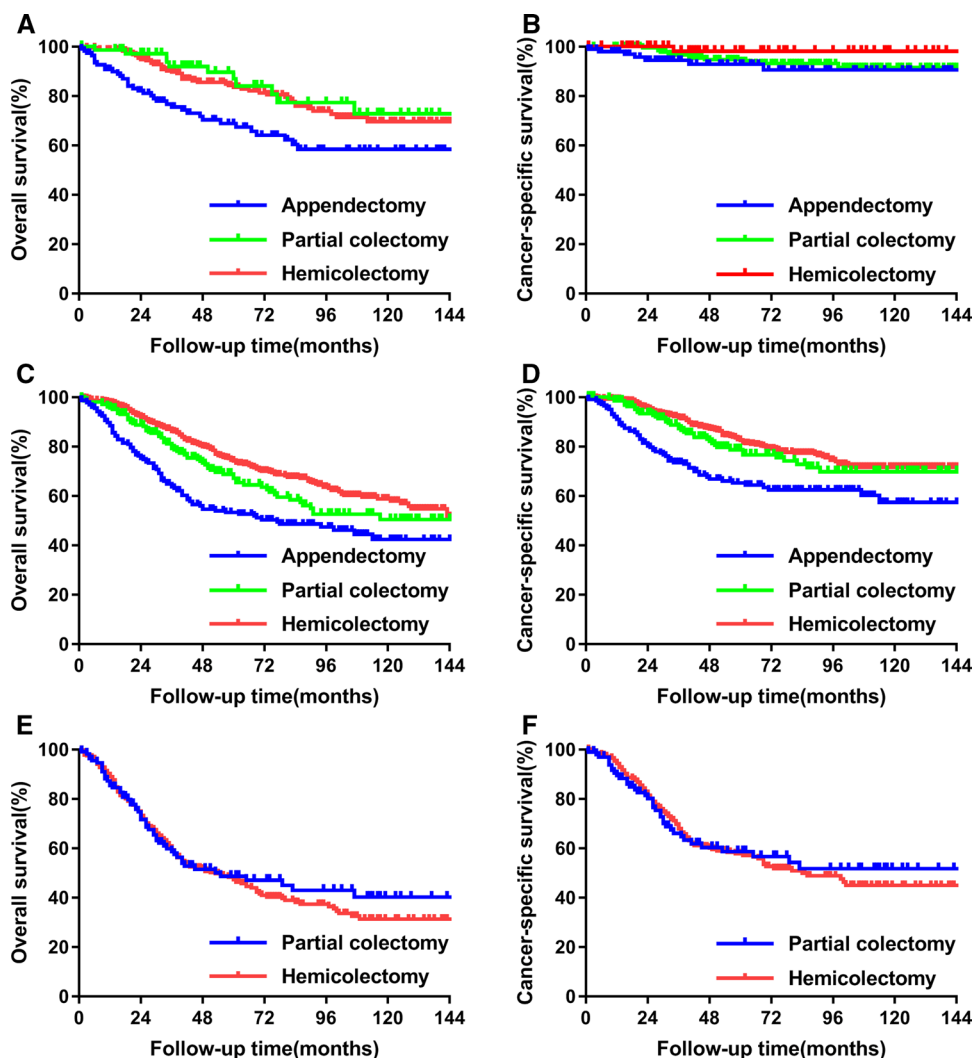 A
Overall survival(%)
100
80
60
40
20
0
Appendectomy
Partial colectomy
Hemicolectomy
0 24 48 72 96 120 144
Follow-up time(months)
B
Cancer-specific survival(%)
100
80
60
40
20
0
Appendectomy
Partial colectomy
Hemicolectomy
0 24 48 72 96 120 144
Follow-up time(months)
C
Overall survival(%)
100
80
60
40
20
0
Appendectomy
Partial colectomy
Hemicolectomy
0 24 48 72 96 120 144
Follow-up time(months)
D
Cancer-specific survival(%)
100
80
60
40
20
0
Appendectomy
Partial colectomy
Hemicolectomy
0 24 48 72 96 120 144
Follow-up time(months)
E
Overall survival(%)
100
80
60
40
20
0
Partial colectomy
Hemicolectomy
0 24 48 72 96 120 144
Follow-up time(months)
F
Cancer-specific survival(%)
100
80
60
40
20
0
Partial colectomy
Hemicolectomy
0 24 48 72 96 120 144
Follow-up time(months)